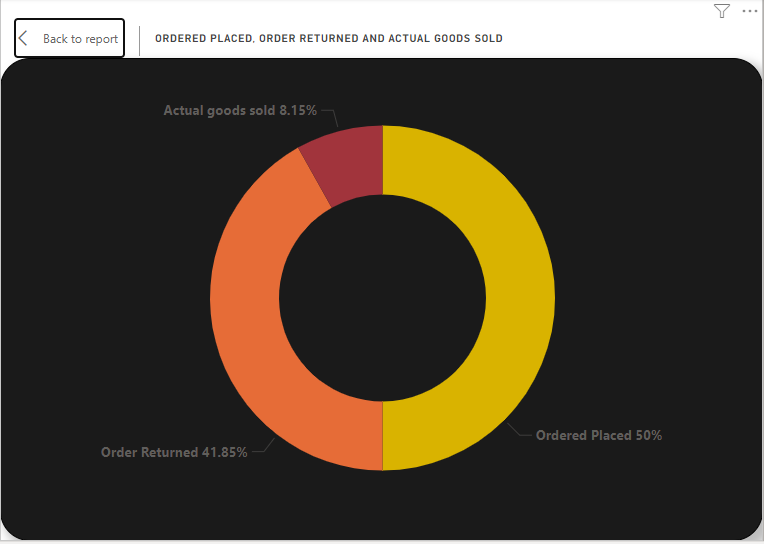 Back to report
ORDERED PLACED, ORDER RETURNED AND ACTUAL GOODS SOLD
Actual goods sold 8.15%
Ordered Placed 50%
Order Returned 41.85%